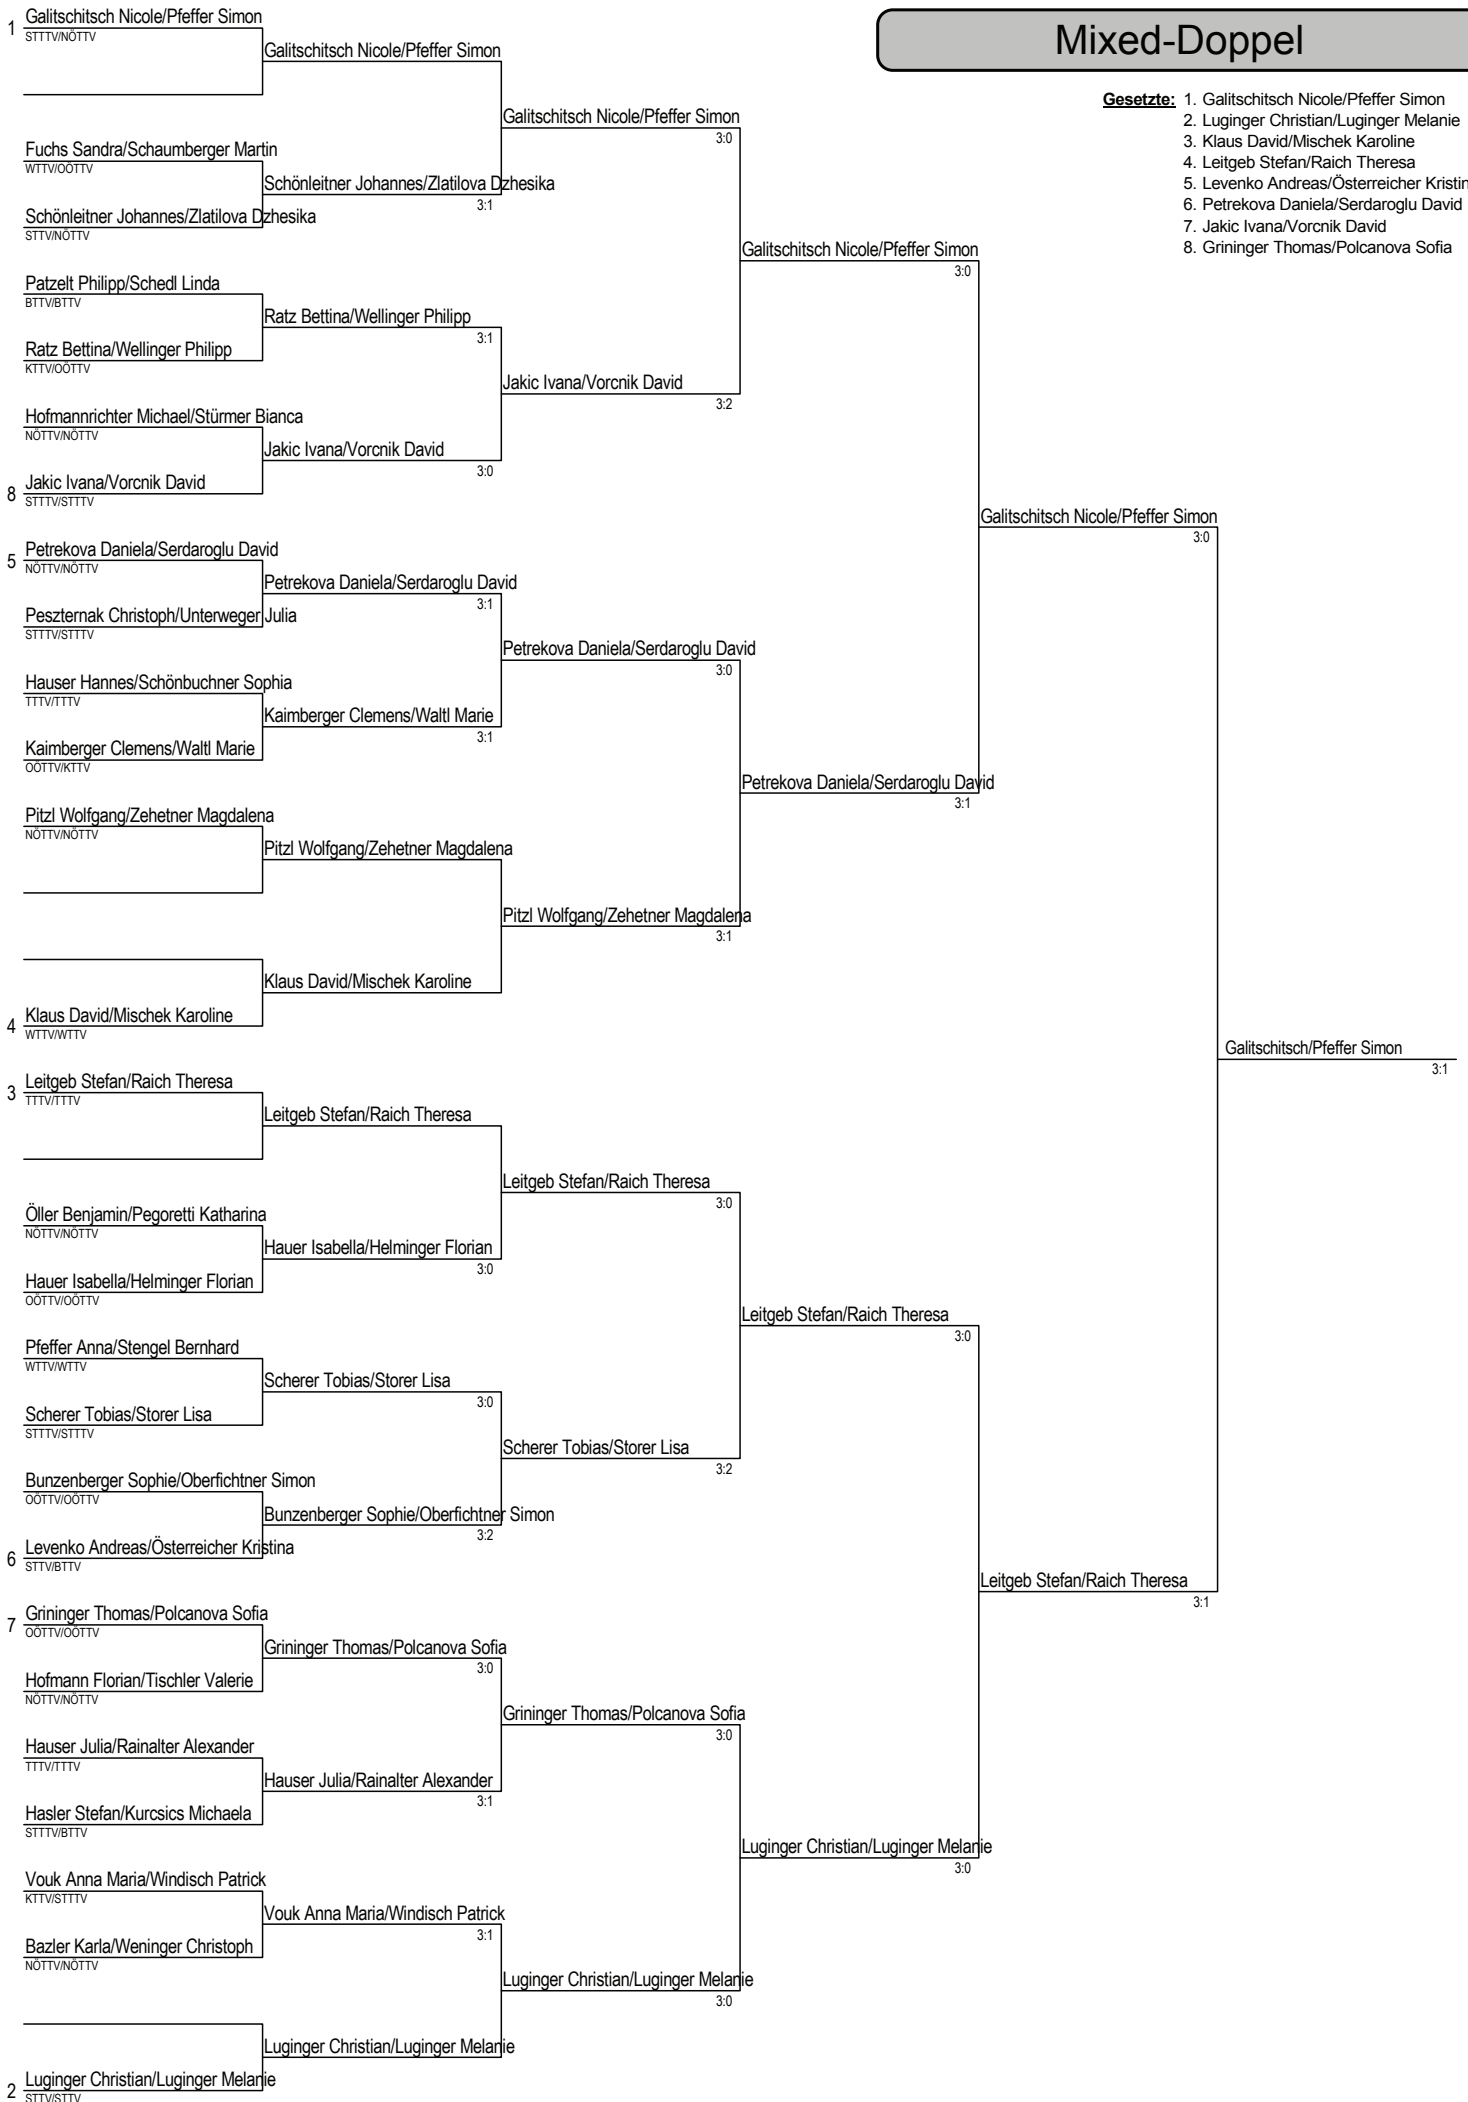 Mixed-Doppel
Gesetzte: 1. Galitschitsch Nicole/Pfeffer Simon
2. Luginger Christian/Luginger Melanie
3. Klaus David/Mischek Karoline
4. Leitgeb Stefan/Raich Theresa
5. Levenko Andreas/Österreicher Kristin
6. Petrekova Daniela/Serdaroglu David
7. Jakic Ivana/Vorcnik David
8. Grininger Thomas/Polcanova Sofia
1 Galitschitsch Nicole/Pfeffer Simon
STTTV/NÖTTV
Galitschitsch Nicole/Pfeffer Simon
Galitschitsch Nicole/Pfeffer Simon
3:0
Fuchs Sandra/Schaumberger Martin
WTTV/OÖTTV
Schönleitner Johannes/Zlatilova Dzhesika
3:1
Schönleitner Johannes/Zlatilova Dzhesika
STTV/NÖTTV
Galitschitsch Nicole/Pfeffer Simon
3:0
Patzelt Philipp/Schedl Linda
BTTV/BTTV
Ratz Bettina/Wellinger Philipp
3:1
Ratz Bettina/Wellinger Philipp
KTTV/OÖTTV
Jakic Ivana/Vorcnik David
3:2
Hofmannrichter Michael/Stürmer Bianca
NÖTTV/NÖTTV
Jakic Ivana/Vorcnik David
3:0
8 Jakic Ivana/Vorcnik David
STTTV/STTTV
Galitschitsch Nicole/Pfeffer Simon
3:0
5 Petrekova Daniela/Serdaroglu David
NÖTTV/NÖTTV
Petrekova Daniela/Serdaroglu David
3:1
Peszternak Christoph/Unterweger Julia
STTTV/STTTV
Petrekova Daniela/Serdaroglu David
3:0
Hauser Hannes/Schönbuchner Sophia
TTTV/TTTV
Kaimberger Clemens/Waltl Marie
3:1
Kaimberger Clemens/Waltl Marie
OÖTTV/KTTV
Petrekova Daniela/Serdaroglu David
3:1
Pitzl Wolfgang/Zehetner Magdalena
NÖTTV/NÖTTV
Pitzl Wolfgang/Zehetner Magdalena
Pitzl Wolfgang/Zehetner Magdalena
3:1
Klaus David/Mischek Karoline
4 Klaus David/Mischek Karoline
WTTV/WTTV
Galitschitsch/Pfeffer Simon
3:1
3 Leitgeb Stefan/Raich Theresa
TTTV/TTTV
Leitgeb Stefan/Raich Theresa
Leitgeb Stefan/Raich Theresa
3:0
Öller Benjamin/Pegoretti Katharina
NÖTTV/NÖTTV
Hauer Isabella/Helminger Florian
3:0
Hauer Isabella/Helminger Florian
OÖTTV/OÖTTV
Leitgeb Stefan/Raich Theresa
3:0
Pfeffer Anna/Stengel Bernhard
WTTV/WTTV
Scherer Tobias/Storer Lisa
3:0
Scherer Tobias/Storer Lisa
STTTV/STTTV
Scherer Tobias/Storer Lisa
3:2
Bunzenberger Sophie/Oberfichtner Simon
OÖTTV/OÖTTV
Bunzenberger Sophie/Oberfichtner Simon
3:2
6 Levenko Andreas/Österreicher Kristina
STTV/BTTV
Leitgeb Stefan/Raich Theresa
3:1
7 Grininger Thomas/Polcanova Sofia
OÖTTV/OÖTTV
Grininger Thomas/Polcanova Sofia
3:0
Hofmann Florian/Tischler Valerie
NÖTTV/NÖTTV
Grininger Thomas/Polcanova Sofia
3:0
Hauser Julia/Rainalter Alexander
TTTV/TTTV
Hauser Julia/Rainalter Alexander
3:1
Hasler Stefan/Kurcsics Michaela
STTTV/BTTV
Luginger Christian/Luginger Melanie
3:0
Vouk Anna Maria/Windisch Patrick
KTTV/STTTV
Vouk Anna Maria/Windisch Patrick
3:1
Bazler Karla/Weninger Christoph
NÖTTV/NÖTTV
Luginger Christian/Luginger Melanie
3:0
Luginger Christian/Luginger Melanie
2 Luginger Christian/Luginger Melanie
STTV/STTV